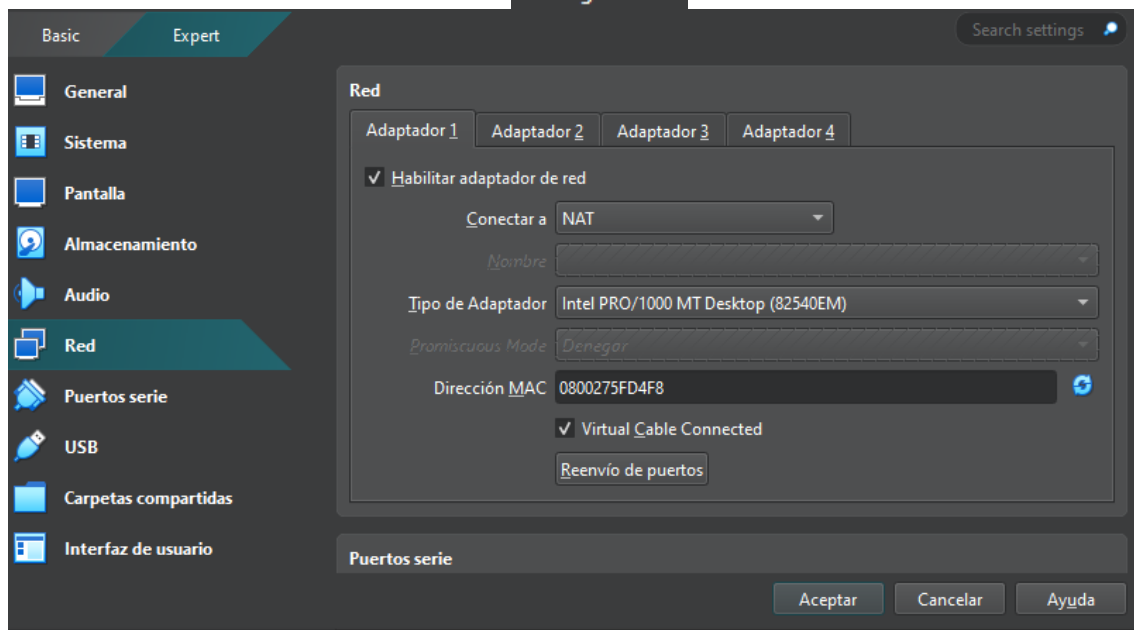 Basic
Expert
Search settings
General
Sistema
Pantalla
Almacenamiento
Audio
Red
Puertos serie
USB
Carpetas compartidas
Interfaz de usuario
Red
Adaptador 1
Adaptador 2
Adaptador 3
Adaptador 4
Habilitar adaptador de red
Conectar a NAT
Nombre
Tipo de Adaptador Intel PRO/1000 MT Desktop (82540EM)
Promiscuous Mode Denegar
Dirección MAC 0800275FD4F8
Virtual Cable Connected
Reenvío de puertos
Puertos serie
Aceptar
Cancelar
Ayuda